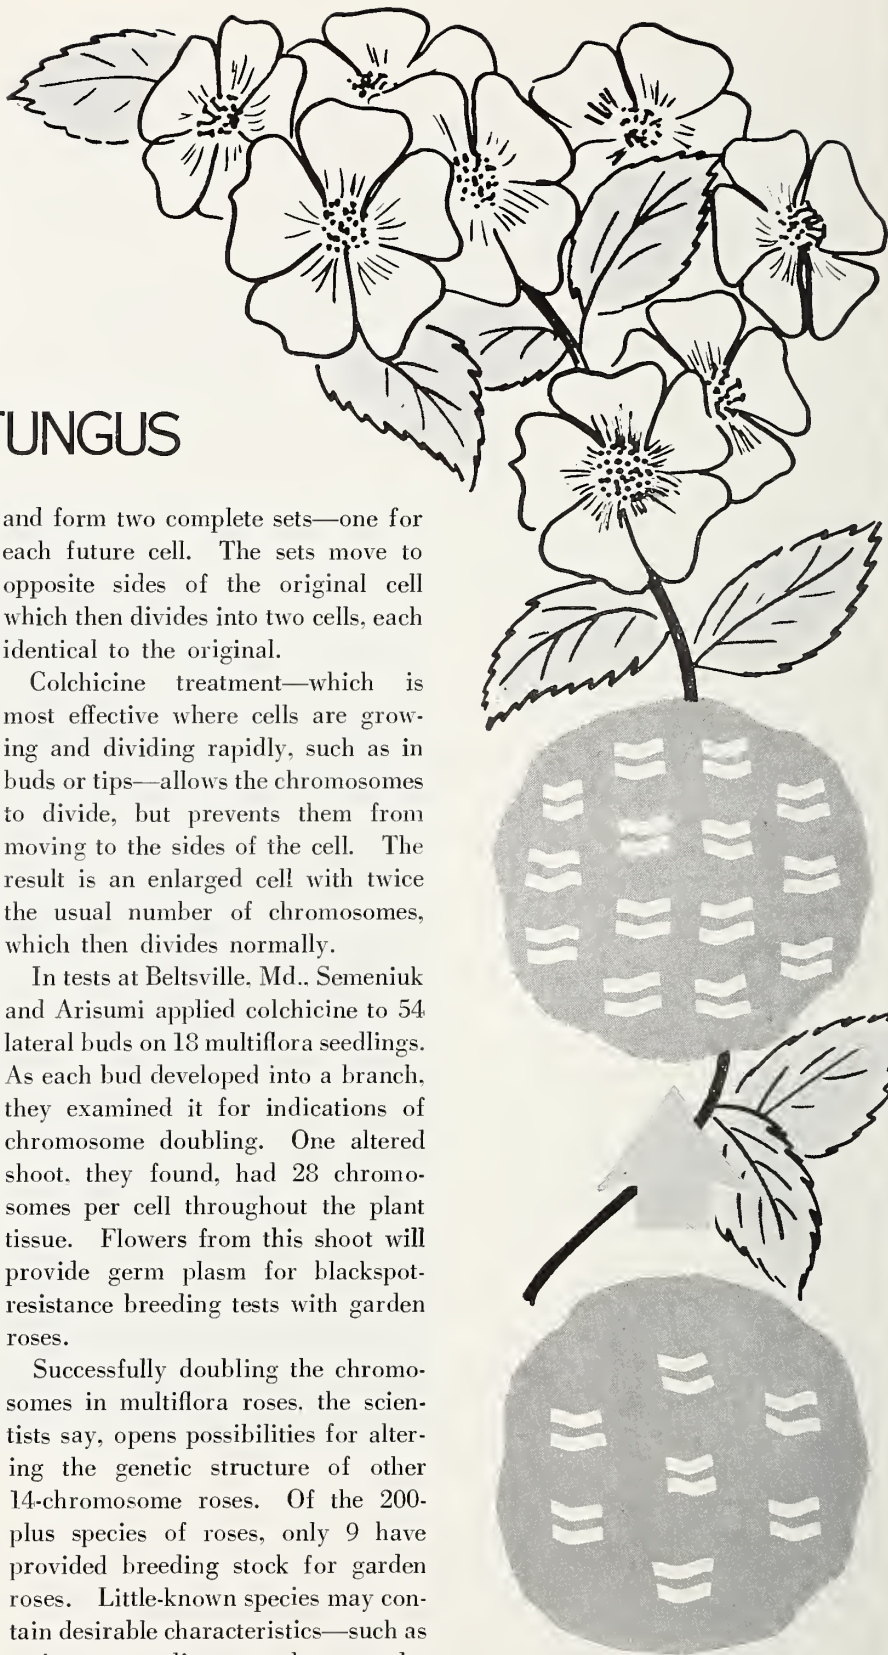 FUNGUS
and form two complete sets—one for
each future cell. The sets move to
opposite sides of the original cell
which then divides into two cells, each
identical to the original.
Colchicine treatment—which is
most effective where cells are grow-
ing and dividing rapidly, such as in
buds or tips—allows the chromosomes
to divide, but prevents them from
moving to the sides of the cell. The
result is an enlarged cell with twice
the usual number of chromosomes,
which then divides normally.
In tests at Beltsville, Md., Semeniuk
and Arisumi applied colchicine to 54
lateral buds on 18 multiflora seedlings.
As each bud developed into a branch,
they examined it for indications of
chromosome doubling. One altered
shoot, they found, had 28 chromo-
somes per cell throughout the plant
tissue. Flowers from this shoot will
provide germ plasm for blackspot-
resistance breeding tests with garden
roses.
Successfully doubling the chromo-
somes in multiflora roses, the scien-
tists say, opens possibilities for alter-
ing the genetic structure of other
14-chromosome roses. Of the 200-
plus species of roses, only 9 have
provided breeding stock for garden
roses. Little-known species may con-
tain desirable characteristics—such as